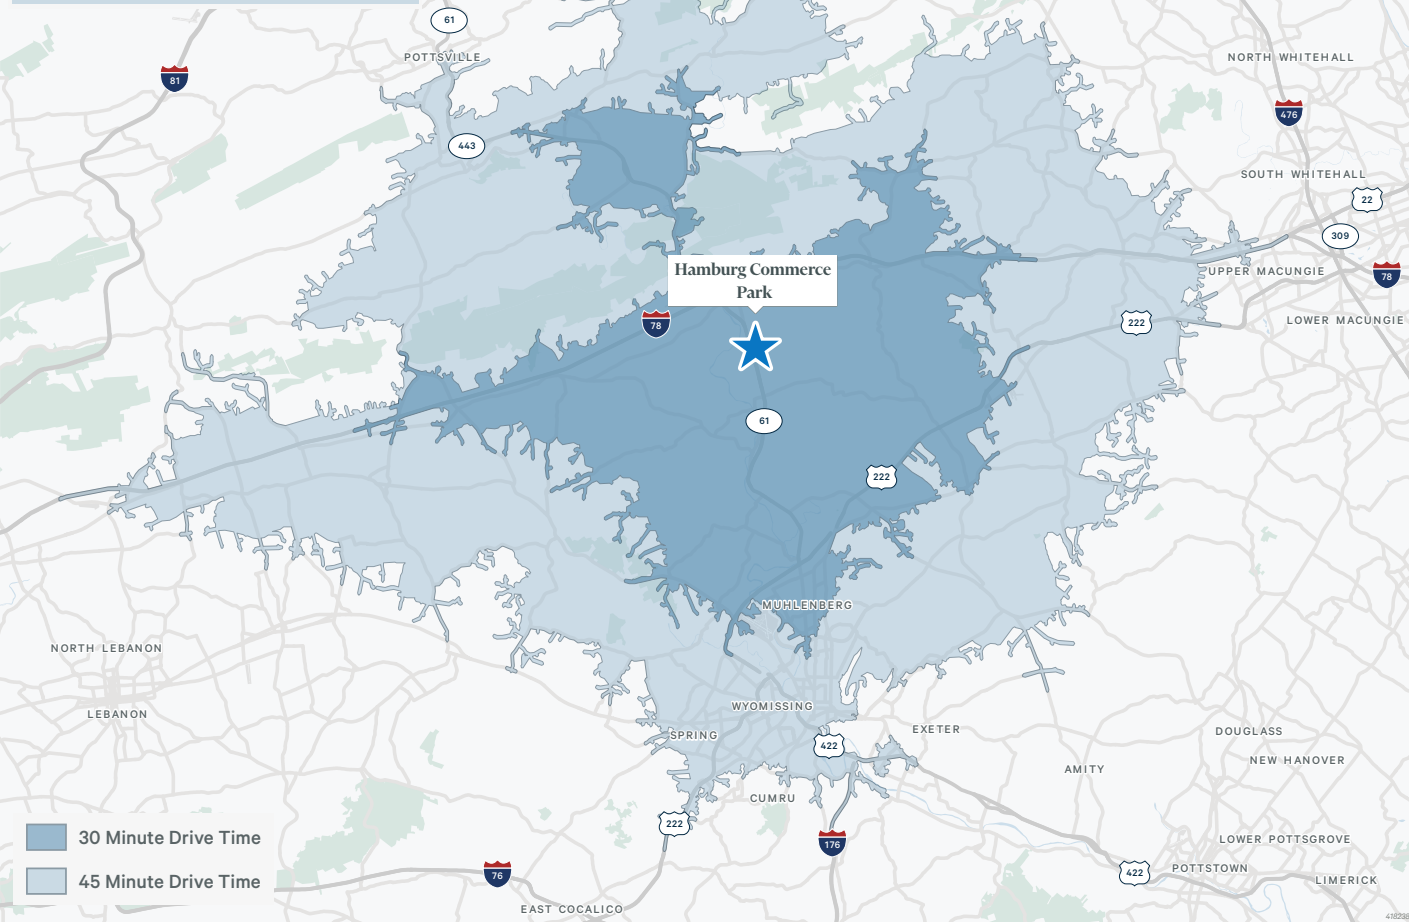 61
POTTSVILLE
NORTH WHITEHALL
81
476
443
SOUTH WHITEHALL
22
309
Hamburg Commerce
Park
UPPER MACUNGIE
78
78
222
LOWER MACUNGIE
61
222
MUHLENBERG
NORTH LEBANON
LEBANON
WYOMISSING
SPRING
422
EXETER
DOUGLASS
NEW HANOVER
AMITY
CUMRU
222
176
30 Minute Drive Time
45 Minute Drive Time
76
LOWER POTTSGROVE
POTTSTOWN
422
LIMERICK
EAST COCALICO
418238